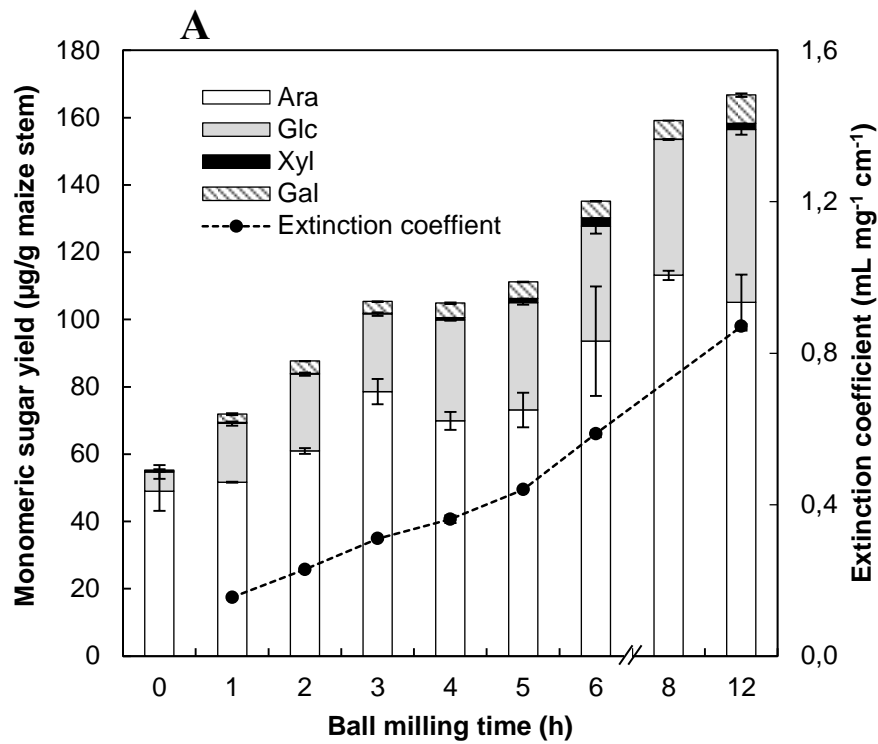 A
Monomeric sugar yield (µg/g maize stem)
180
160
140
120
100
80
60
40
20
0
Ara
Glc
Xyl
Gal
Extinction coeffient
1,6
1,2
0,8
0,4
0,0
Extinction coefficient (mL mg⁻¹ cm⁻¹)
0 1 2 3 4 5 6 8 12
Ball milling time (h)